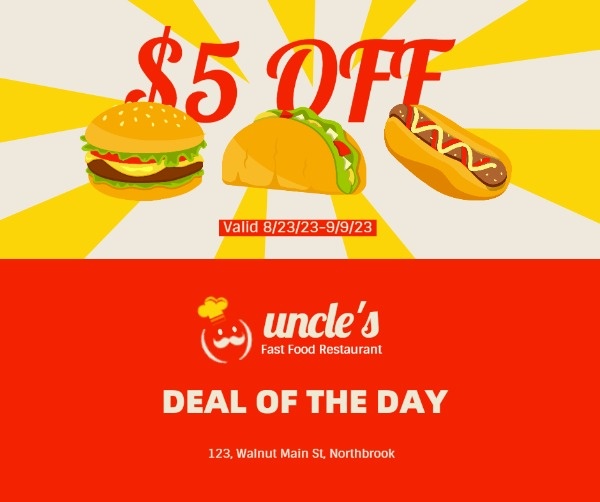 $5 OFF
Valid 8/23/23-9/9/23
uncle's
Fast Food Restaurant
DEAL OF THE DAY
123, Walnut Main St, Northbrook